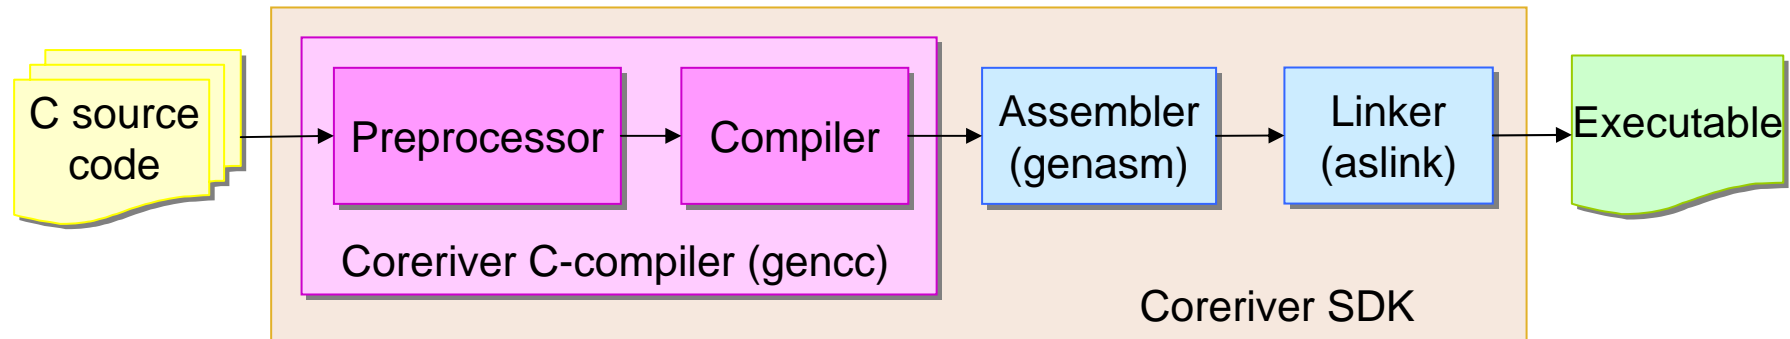 C source
code
Preprocessor
Compiler
Assembler
(genasm)
Linker
(aslink)
Executable
Coreriver C-compiler (gencc)
Coreriver SDK